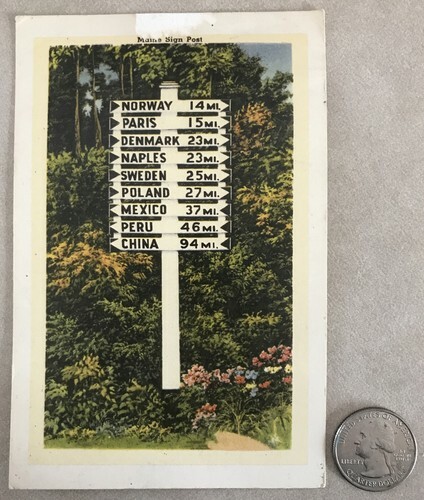 Maine Sign Post
NORWAY 14 MI.
PARIS 15 MI.
DENMARK 23 MI.
NAPLES 23 MI.
SWEDEN 25 MI.
POLAND 27 MI.
MEXICO 37 MI.
PERU 46 MI.
CHINA 94 MI.
LIBERTY
QUARTER DOLLAR